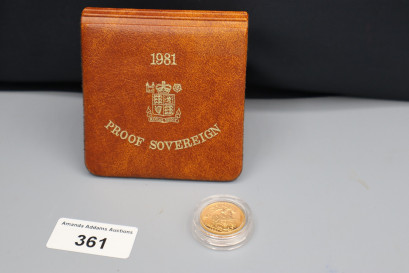 1981
PROOF SOVEREIGN
Amanda Addams Auctions
361